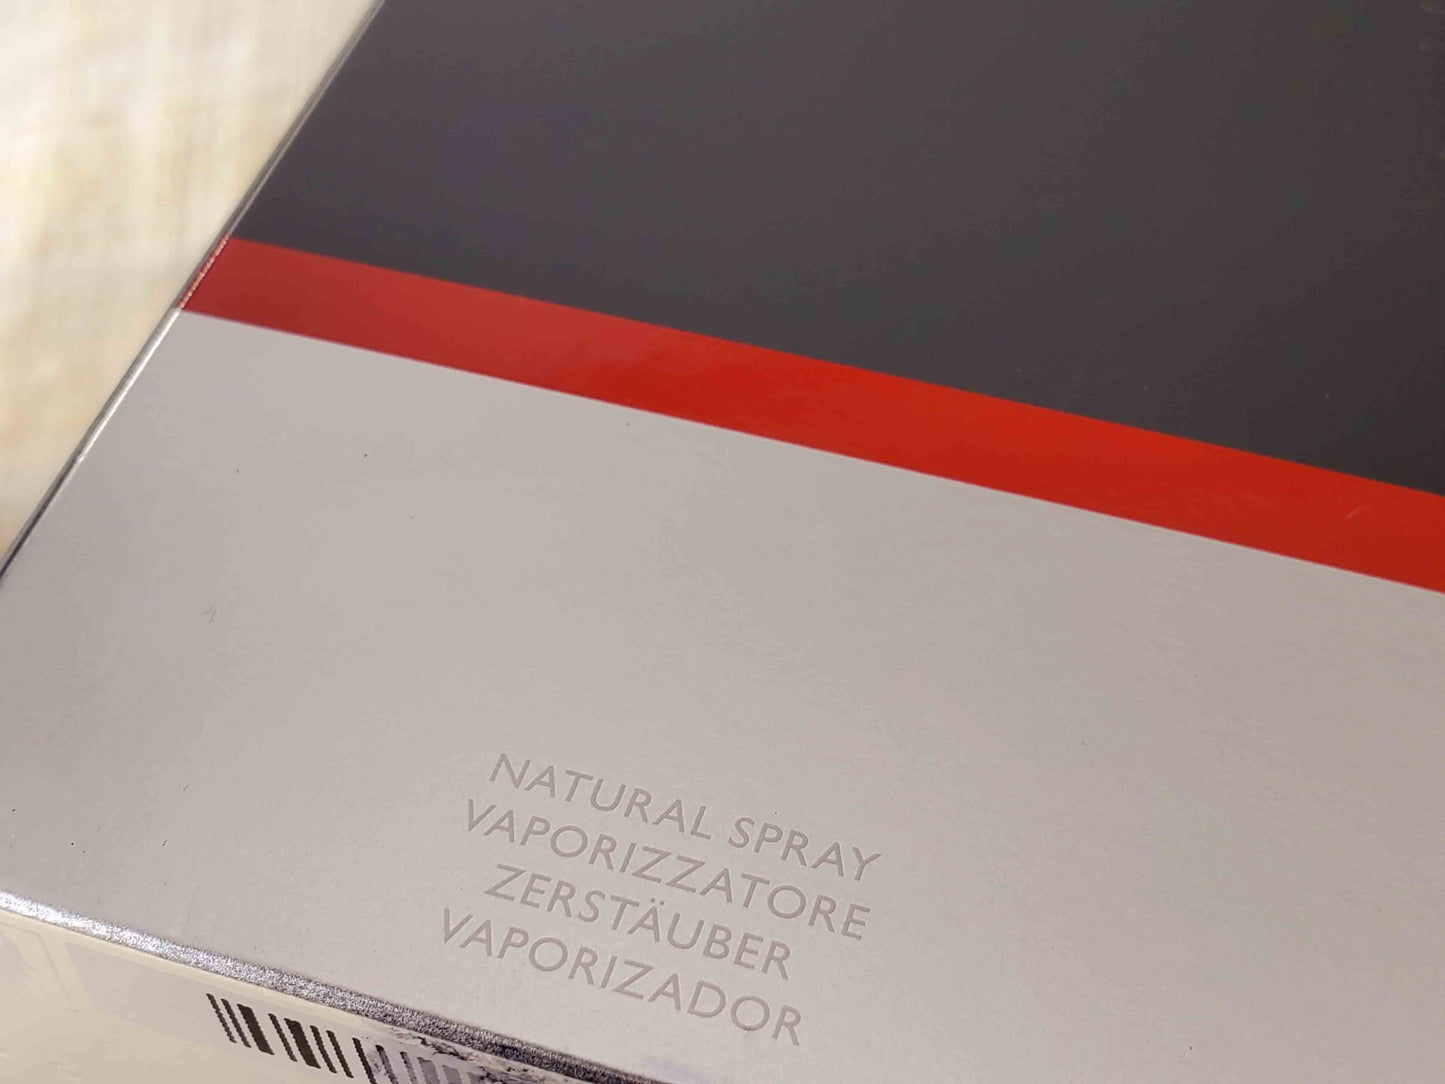 NATURAL SPRAY
VAPORIZZATORE
ZERSTÄUBER
VAPORIZADOR